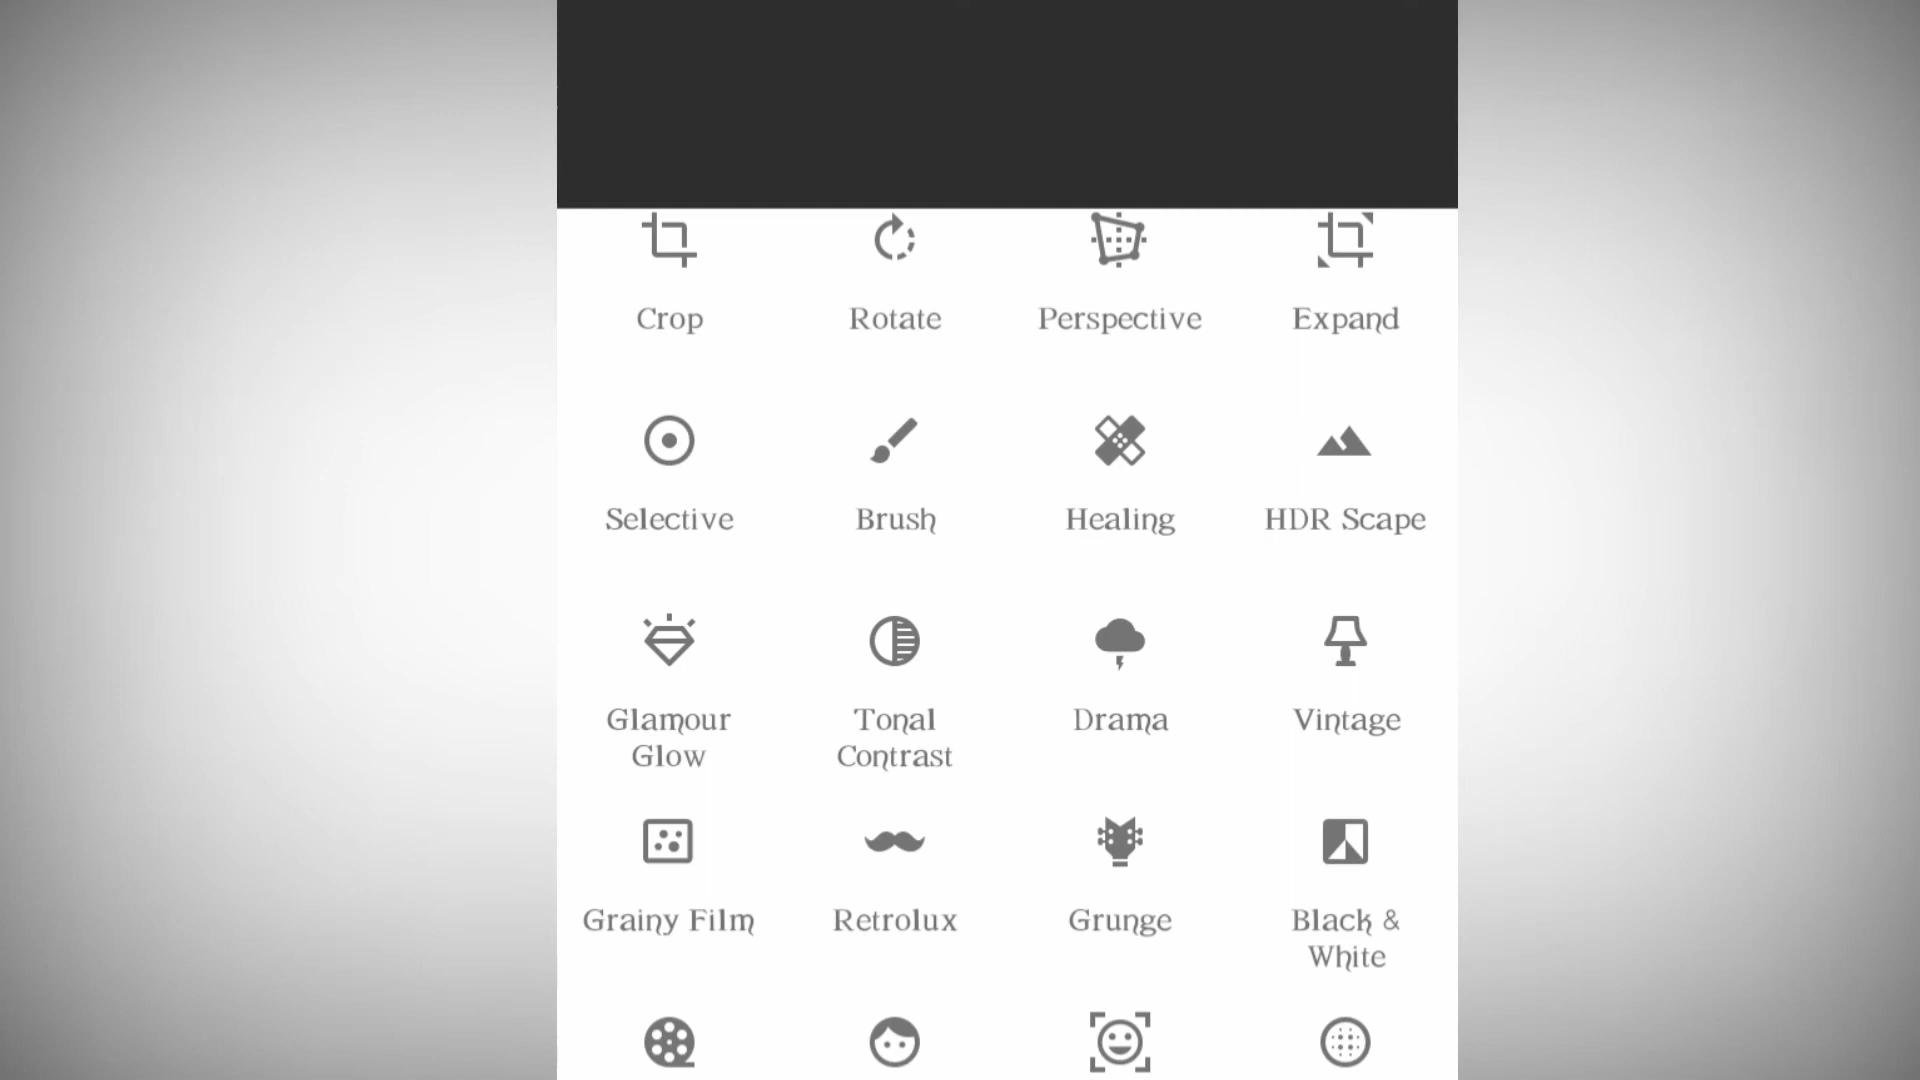 Crop
Rotate
Perspective
Expand
Selective
Brush
Healing
HDR Scape
Glamour
Glow
Tonal
Contrast
Drama
Vintage
Grainy Film
Retrolux
Grunge
Black &
White